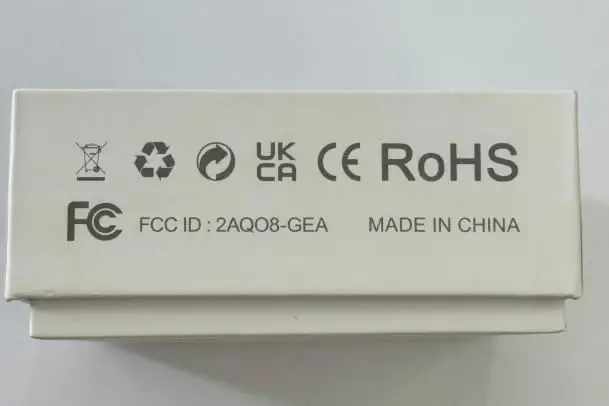 UK CA CE RoHS
FC FCC ID : 2AQO8-GEA MADE IN CHINA